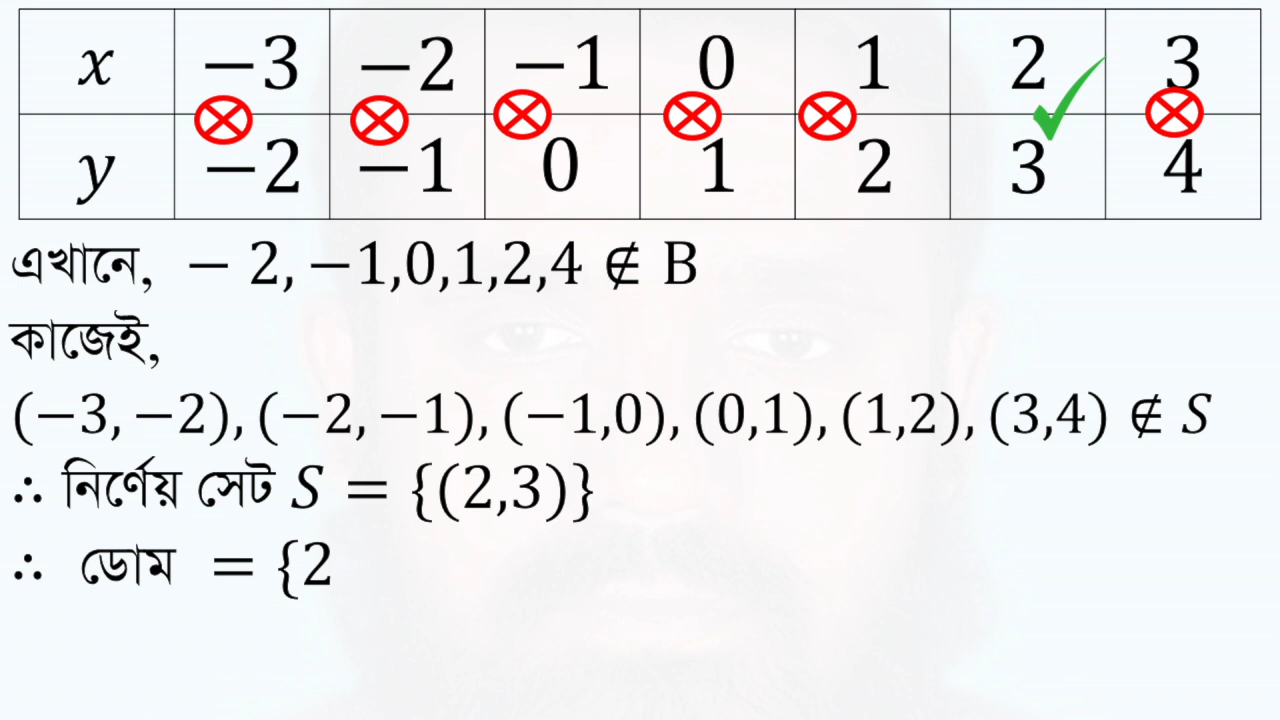 x −3 −2 −1 0 1 2 3
y −2 −1 0 1 2 3 4
এখানে, − 2, −1,0,1,2,4 ∉ B
কাজেই,
(−3, −2), (−2, −1), (−1,0), (0,1), (1,2), (3,4) ∉ S
∴ নির্ণেয় সেট S = {(2,3)}
∴ ডোম = {2